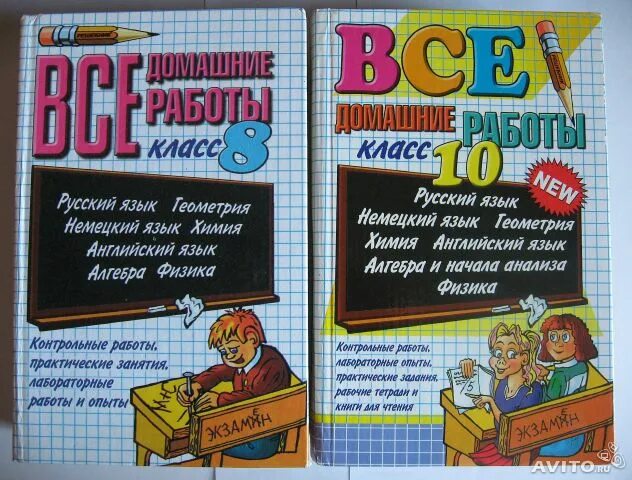 РЕШЕБНИК
ВСЕ
ДОМАШНИЕ
РАБОТЫ
КЛАСС 8
Русский язык Геометрия
Немецкий язык Химия
Английский язык
Алгебра Физика
Контрольные работы,
практические занятия,
лабораторные
работы и опыты
ЭКЗАМЕН
ВСЕ
ДОМАШНИЕ
РАБОТЫ
КЛАСС 10
NEW
Русский язык
Немецкий язык Геометрия
Химия Английский язык
Алгебра и начала анализа
Физика
Контрольные работы,
лабораторные опыты,
практические задания,
рабочие тетради и
книги для чтения
ЭКЗАМЕН
AVITO.ru